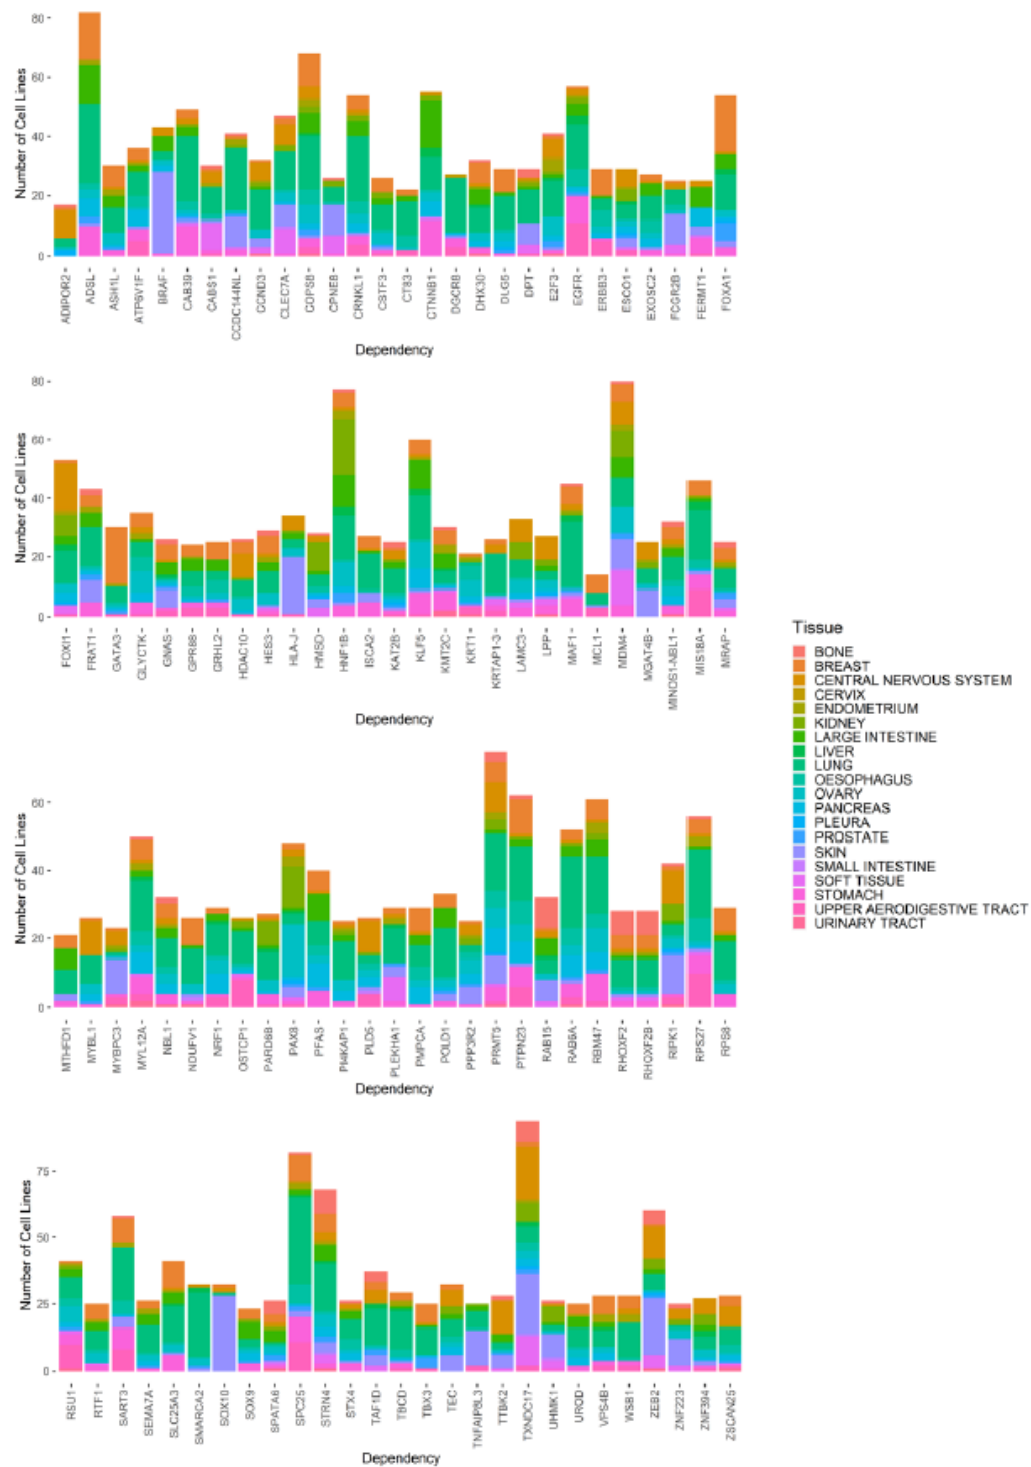 Number of Cell Lines
80
60
40
20
0
ADIPOR2
ADSL
ASH1L
ATP6V1F
BRAF
CAB39
CABS1
CCDC144NL
CCND3
CLEC7A
COPS8
CPNE8
CRNKL1
CSTF3
CT83
CTNNB1
DGCR8
DHX30
DLG5
DPT
E2F3
EGFR
ERBB3
ESCO1
EXOSC2
FCGR2B
FERMT1
FOXA1
Dependency
Number of Cell Lines
80
60
40
20
0
FOXI1
FRAT1
GATA3
GLYCTK
GNAS
GPR88
GRHL2
HDAC10
HES3
HLA-J
HMSD
HNF1B
ISCA2
KAT2B
KLF5
KMT2C
KRT1
KRTAP1-3
LAMC3
LPP
MAF1
MCL1
MDM4
MGAT4B
MINOS1-NBL1
MIS18A
MRAP
Dependency
Number of Cell Lines
60
40
20
0
MTHFD1
MYBL1
MYBPC3
MYL12A
NBL1
NDUFV1
NRF1
OSTCP1
PARD6B
PAX8
PFAS
PI4KAP1
PLD5
PLEKHA1
PMPCA
POLD1
PPP3R2
PRMT5
PTPN23
RAB15
RAB6A
RBM47
RHOXF2
RHOXF2B
RIPK1
RPS27
RPS8
Dependency
Number of Cell Lines
75
50
25
0
RSU1
RTF1
SART3
SEMA7A
SLC25A3
SMARCA2
SOX10
SOX9
SPATA6
SPC25
STRN4
STX4
TAF1D
TBCD
TBX3
TEC
TNFAIP8L3
TTBK2
TXNDC17
UHMK1
UROD
VPS4B
WSB1
ZEB2
ZNF223
ZNF394
ZSCAN25
Dependency
Tissue
BONE
BREAST
CENTRAL NERVOUS SYSTEM
CERVIX
ENDOMETRIUM
KIDNEY
LARGE INTESTINE
LIVER
LUNG
OESOPHAGUS
OVARY
PANCREAS
PLEURA
PROSTATE
SKIN
SMALL INTESTINE
SOFT TISSUE
STOMACH
UPPER AERODIGESTIVE TRACT
URINARY TRACT